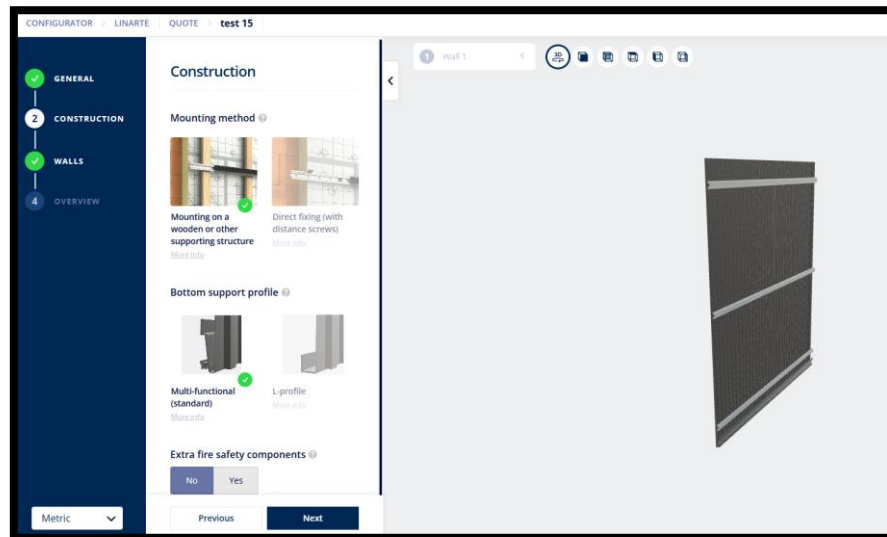 CONFIGURATOR > LINARTE QUOTE > test 15
GENERAL
2 CONSTRUCTION
WALLS
4 OVERVIEW
Metric
Construction
Mounting method ?
Mounting on a
wooden or other
supporting structure
More info
Direct fixing (with
distance screws)
More info
Bottom support profile ?
Multi-functional
(standard)
More info
L-profile
More info
Extra fire safety components ?
No Yes
Previous Next
1 Wall 1
3D